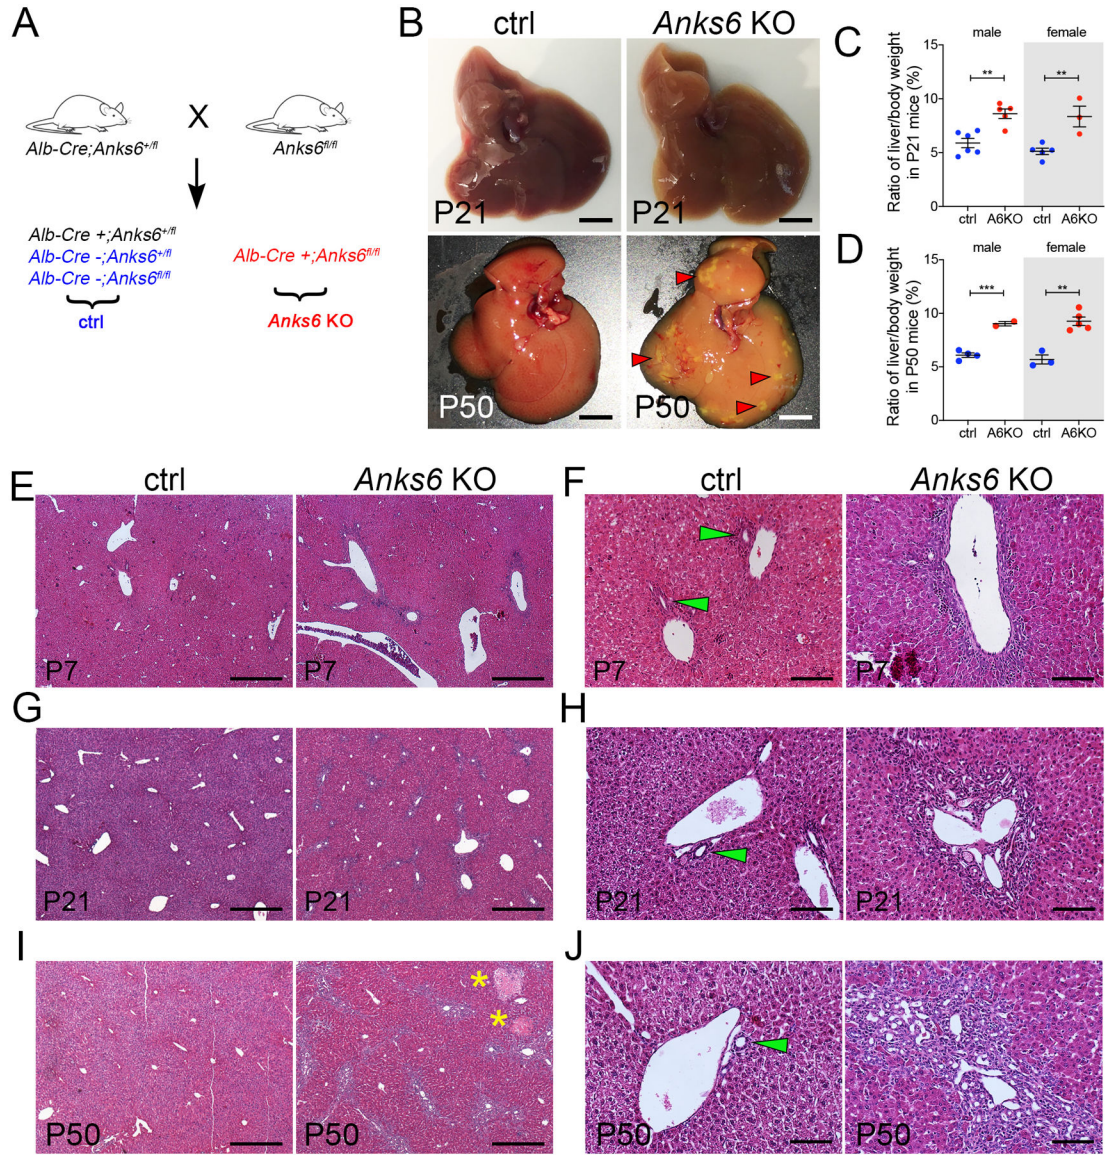 A
X
Alb-Cre;Anks6+/fl
Anks6fl/fl
Alb-Cre +;Anks6+/fl
Alb-Cre -;Anks6+/fl
Alb-Cre -;Anks6fl/fl
ctrl
Alb-Cre +;Anks6fl/fl
Anks6 KO
B
ctrl
Anks6 KO
P21
P21
P50
P50
C
male
female
Ratio of liver/body weight
in P21 mice (%)
15
10
5
0
**
**
ctrl
A6KO
ctrl
A6KO
D
male
female
Ratio of liver/body weight
in P50 mice (%)
15
10
5
0
***
**
ctrl
A6KO
ctrl
A6KO
E
ctrl
Anks6 KO
P7
P7
F
ctrl
Anks6 KO
P7
P7
G
P21
P21
H
P21
P21
I
P50
*
*
P50
J
P50
P50